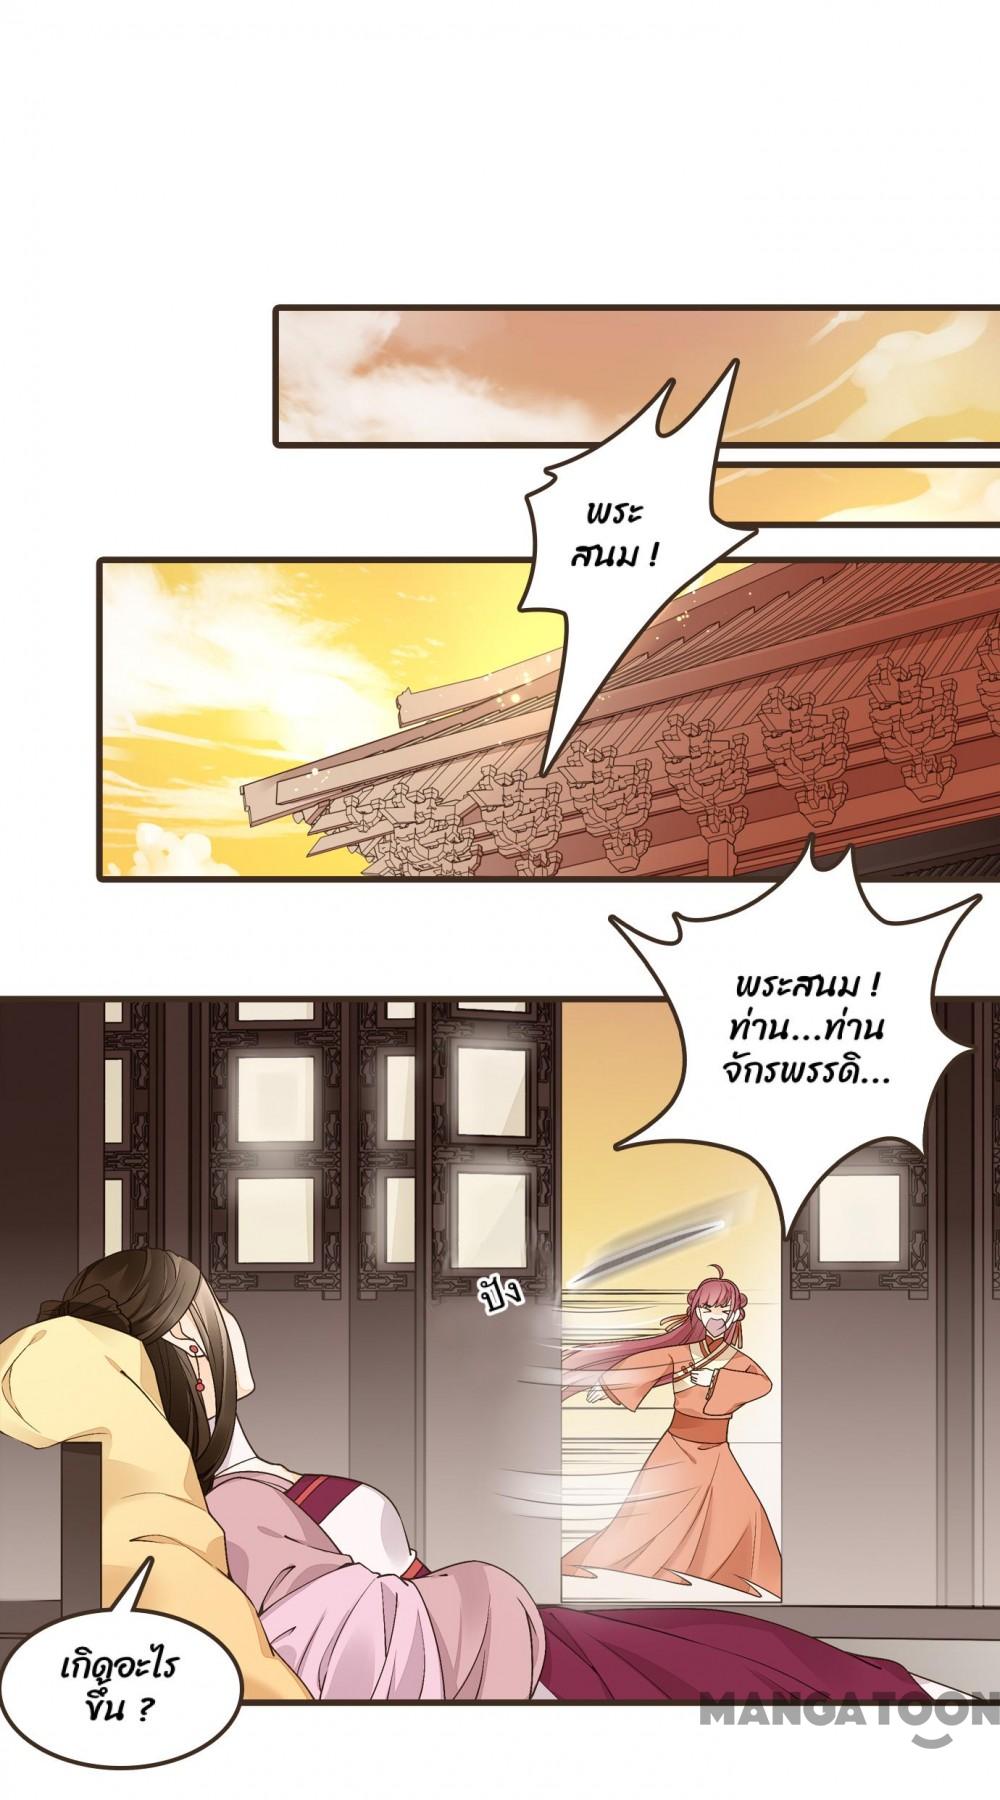 พระ
สนม !
พระสนม !
ท่าน...ท่าน
จักรพรรดิ...
ปัง
เกิดอะไร
ขึ้น ?
MANGATOON